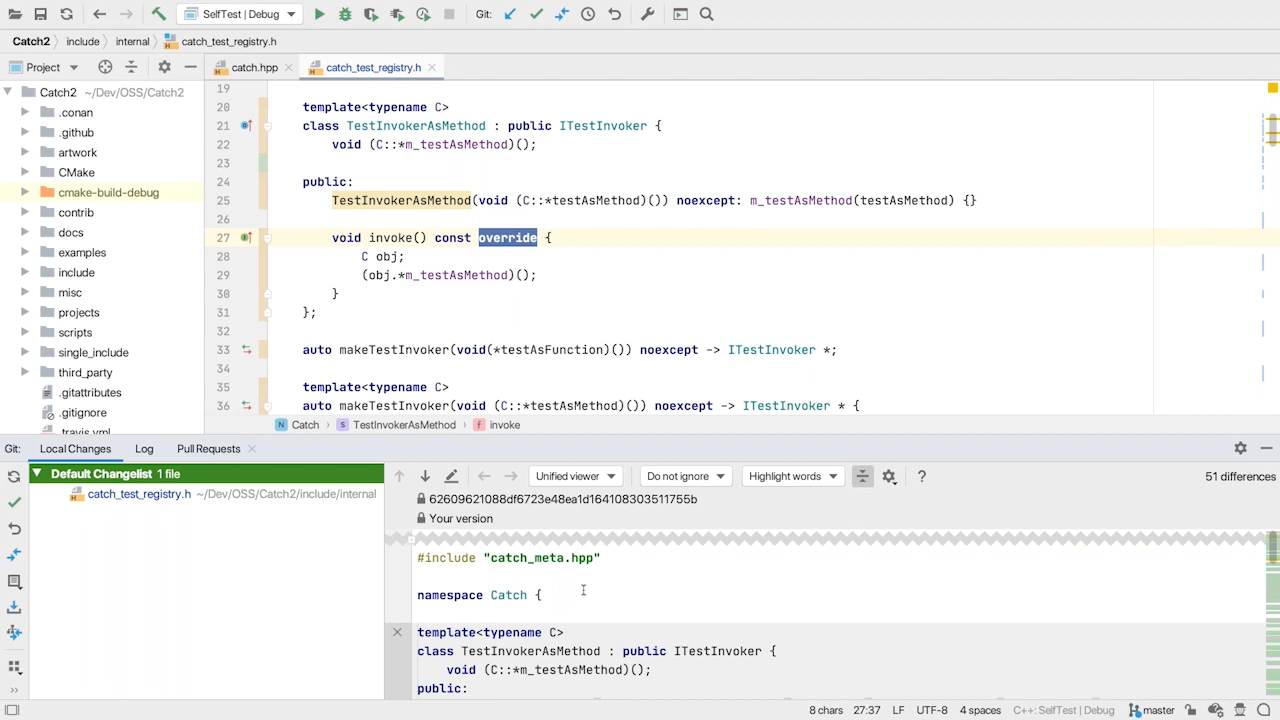 SelfTest | Debug
Git:
Catch2 include internal catch_test_registry.h
Project
catch.hpp catch_test_registry.h
Catch2 ~/Dev/OSS/Catch2
.conan
.github
artwork
CMake
cmake-build-debug
contrib
docs
examples
include
misc
projects
scripts
single_include
third_party
.gitattributes
.gitignore
.travis.yml
19
20 template<typename C>
21 class TestInvokerAsMethod : public ITestInvoker {
22 void (C::*m_testAsMethod)();
23
24 public:
25 TestInvokerAsMethod(void (C::*testAsMethod)()) noexcept: m_testAsMethod(testAsMethod) {}
26
27 void invoke() const override {
28 C obj;
29 (obj.*m_testAsMethod)();
30 }
31 };
32
33 auto makeTestInvoker(void(*testAsFunction)()) noexcept -> ITestInvoker *;
34
35 template<typename C>
36 auto makeTestInvoker(void (C::*testAsMethod)()) noexcept -> ITestInvoker * {
N Catch › S TestInvokerAsMethod › f invoke
Git: Local Changes Log Pull Requests
Default Changelist 1 file
catch_test_registry.h ~/Dev/OSS/Catch2/include/internal
Unified viewer Do not ignore Highlight words ? 51 differences
62609621088df6723e48ea1d164108303511755b
Your version
#include "catch_meta.hpp"
namespace Catch {
template<typename C>
class TestInvokerAsMethod : public ITestInvoker {
void (C::*m_testAsMethod)();
public:
8 chars 27:37 LF UTF-8 4 spaces C++: SelfTest | Debug master